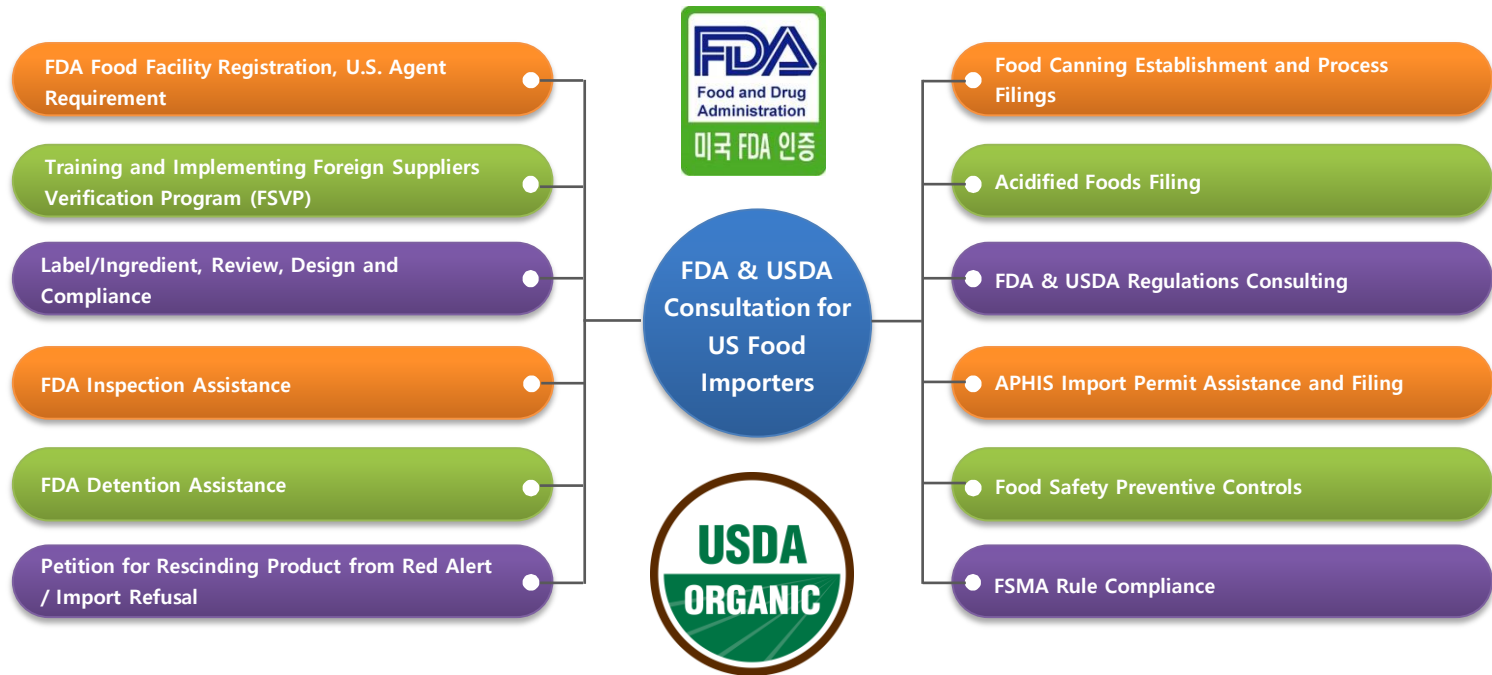 FDA Food Facility Registration, U.S. Agent
Requirement
Training and Implementing Foreign Suppliers
Verification Program (FSVP)
Label/Ingredient, Review, Design and
Compliance
FDA Inspection Assistance
FDA Detention Assistance
Petition for Rescinding Product from Red Alert
/ Import Refusal
FDA
Food and Drug
Administration
미국 FDA 인증
FDA & USDA
Consultation for
US Food
Importers
USDA
ORGANIC
Food Canning Establishment and Process
Filings
Acidified Foods Filing
FDA & USDA Regulations Consulting
APHIS Import Permit Assistance and Filing
Food Safety Preventive Controls
FSMA Rule Compliance